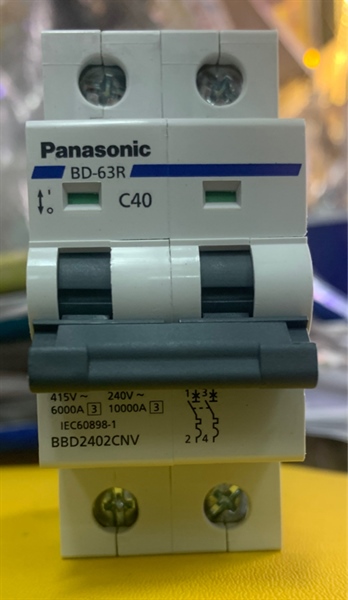 Panasonic
BD-63R
I
O
C40
415V ~ 240V ~
6000A 3 10000A 3
IEC60898-1
BBD2402CNV
1 3
2 4